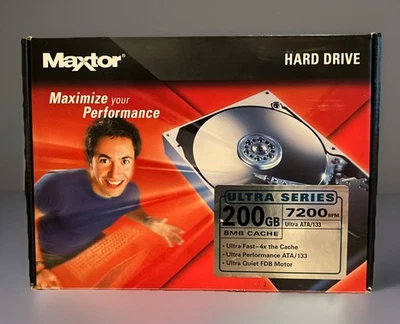 Maxtor
HARD DRIVE
Maximize your
Performance
ULTRA SERIES
200GB
7200RPM
Ultra ATA/133
8MB CACHE
• Ultra Fast-4x the Cache
• Ultra Performance ATA/133
• Ultra Quiet FDB Motor